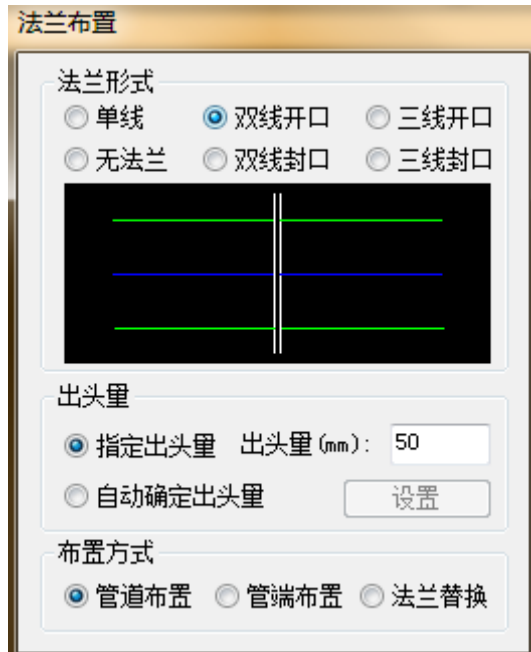 法兰布置
法兰形式
单线 双线开口 三线开口
无法兰 双线封口 三线封口
出头量
指定出头量 出头量(mm): 50
自动确定出头量 设置
布置方式
管道布置 管端布置 法兰替换